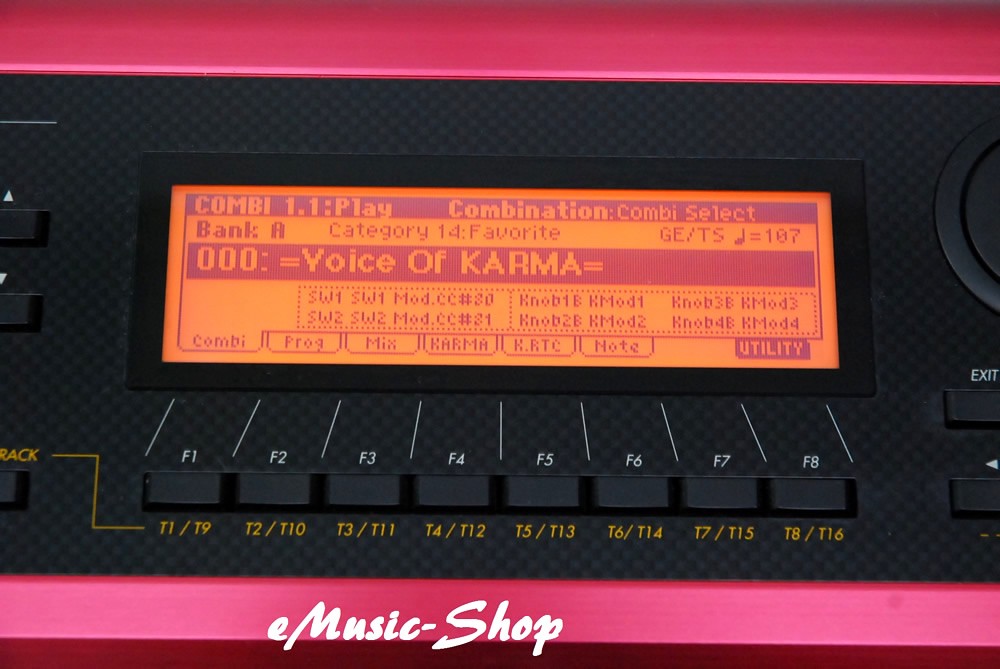 COMBI 1.1:Play Combination:Combi Select
Bank A Category 14:Favorite GE/TS ♩=107
000: =Voice Of KARMA=
SW1 SW1 Mod.CC#80 Knob1B KMod1 Knob3B KMod3
SW2 SW2 Mod.CC#81 Knob2B KMod2 Knob4B KMod4
Combi Prog Mix KARMA K.RTC Note UTILITY
EXIT
RACK F1 F2 F3 F4 F5 F6 F7 F8
T1 / T9 T2 / T10 T3 / T11 T4 / T12 T5 / T13 T6/ T14 T7 / T15 T8 / T16
eMusic-Shop